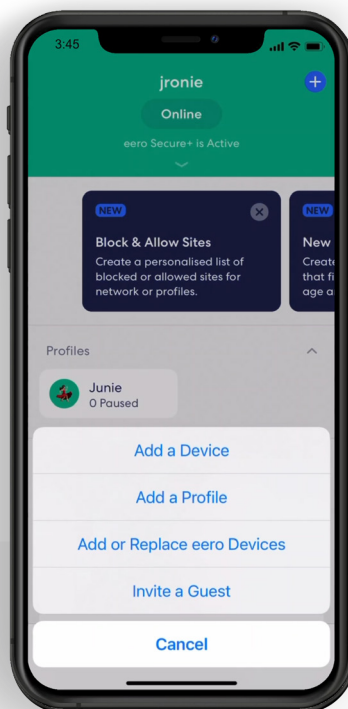 3:45
jronie
Online
eero Secure+ is Active
NEW
Block & Allow Sites
Create a personalised list of
blocked or allowed sites for
network or profiles.
NEW
New
Create
that fi
age a
Profiles
Junie
0 Paused
Add a Device
Add a Profile
Add or Replace eero Devices
Invite a Guest
Cancel